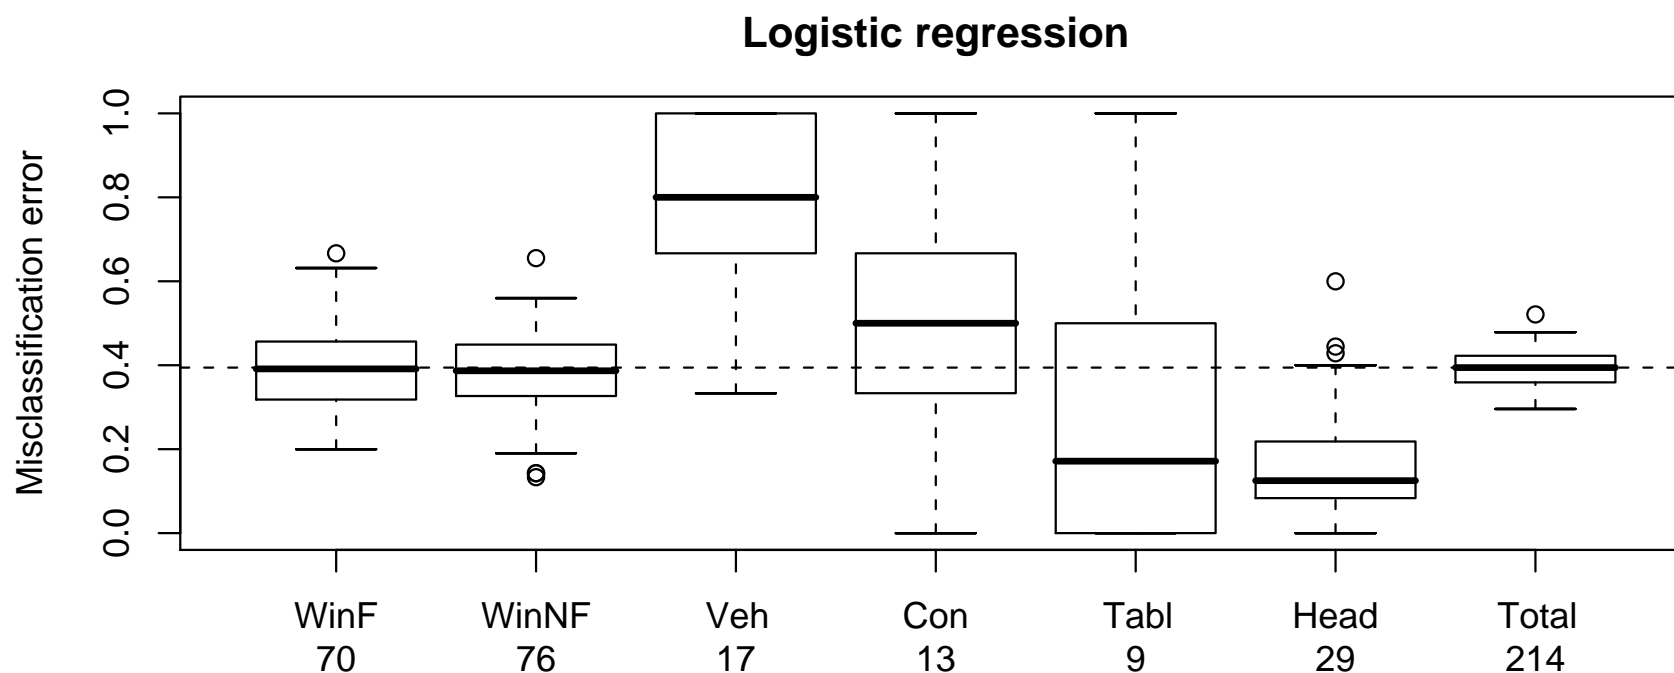 Logistic regression
Misclassification error
1.0
0.8
0.6
0.4
0.2
0.0
WinF WinNF Veh Con Tabl Head Total
70 76 17 13 9 29 214